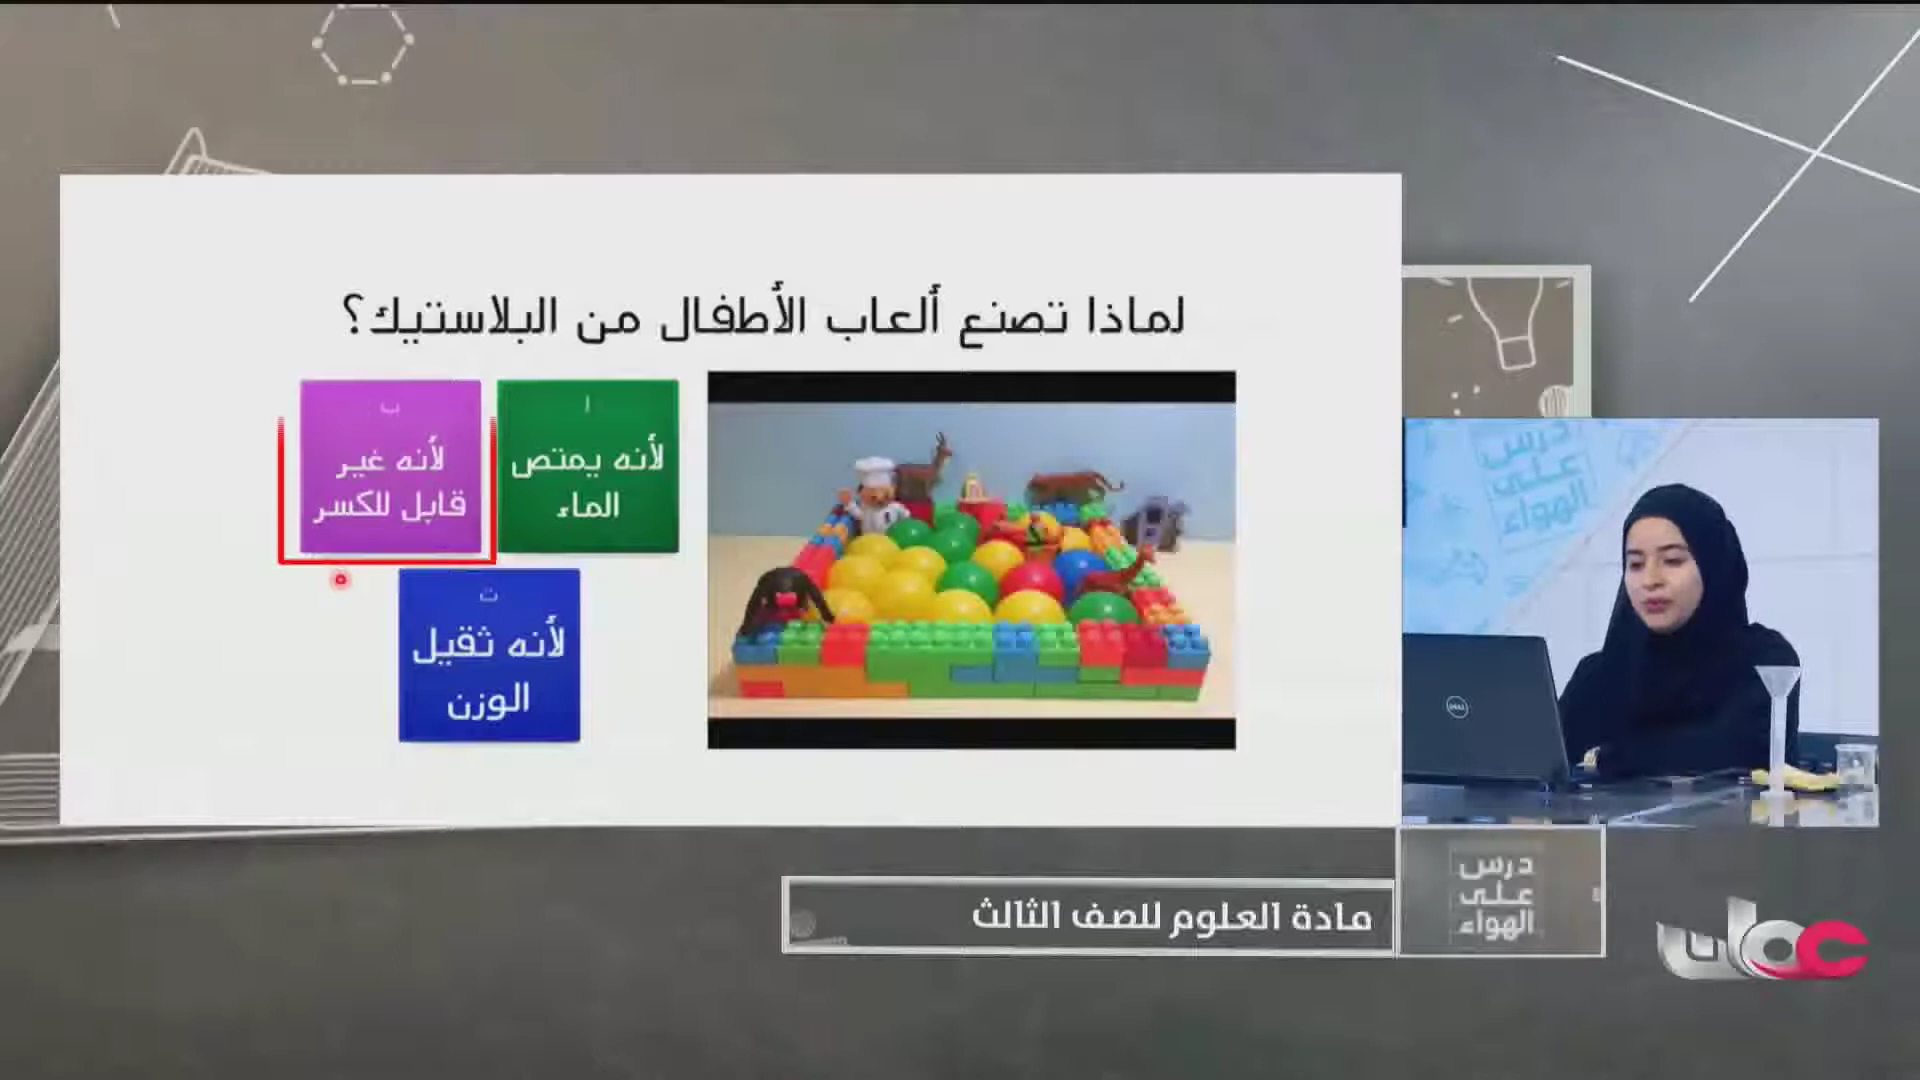 لماذا تصنع ألعاب الأطفال من البلاستيك؟
أ
لأنه يمتص
الماء
ب
لأنه غير
قابل للكسر
ت
لأنه ثقيل
الوزن
درس
على
الهواء
DELL
مادة العلوم للصف الثالث
درس
على
الهواء
عمان